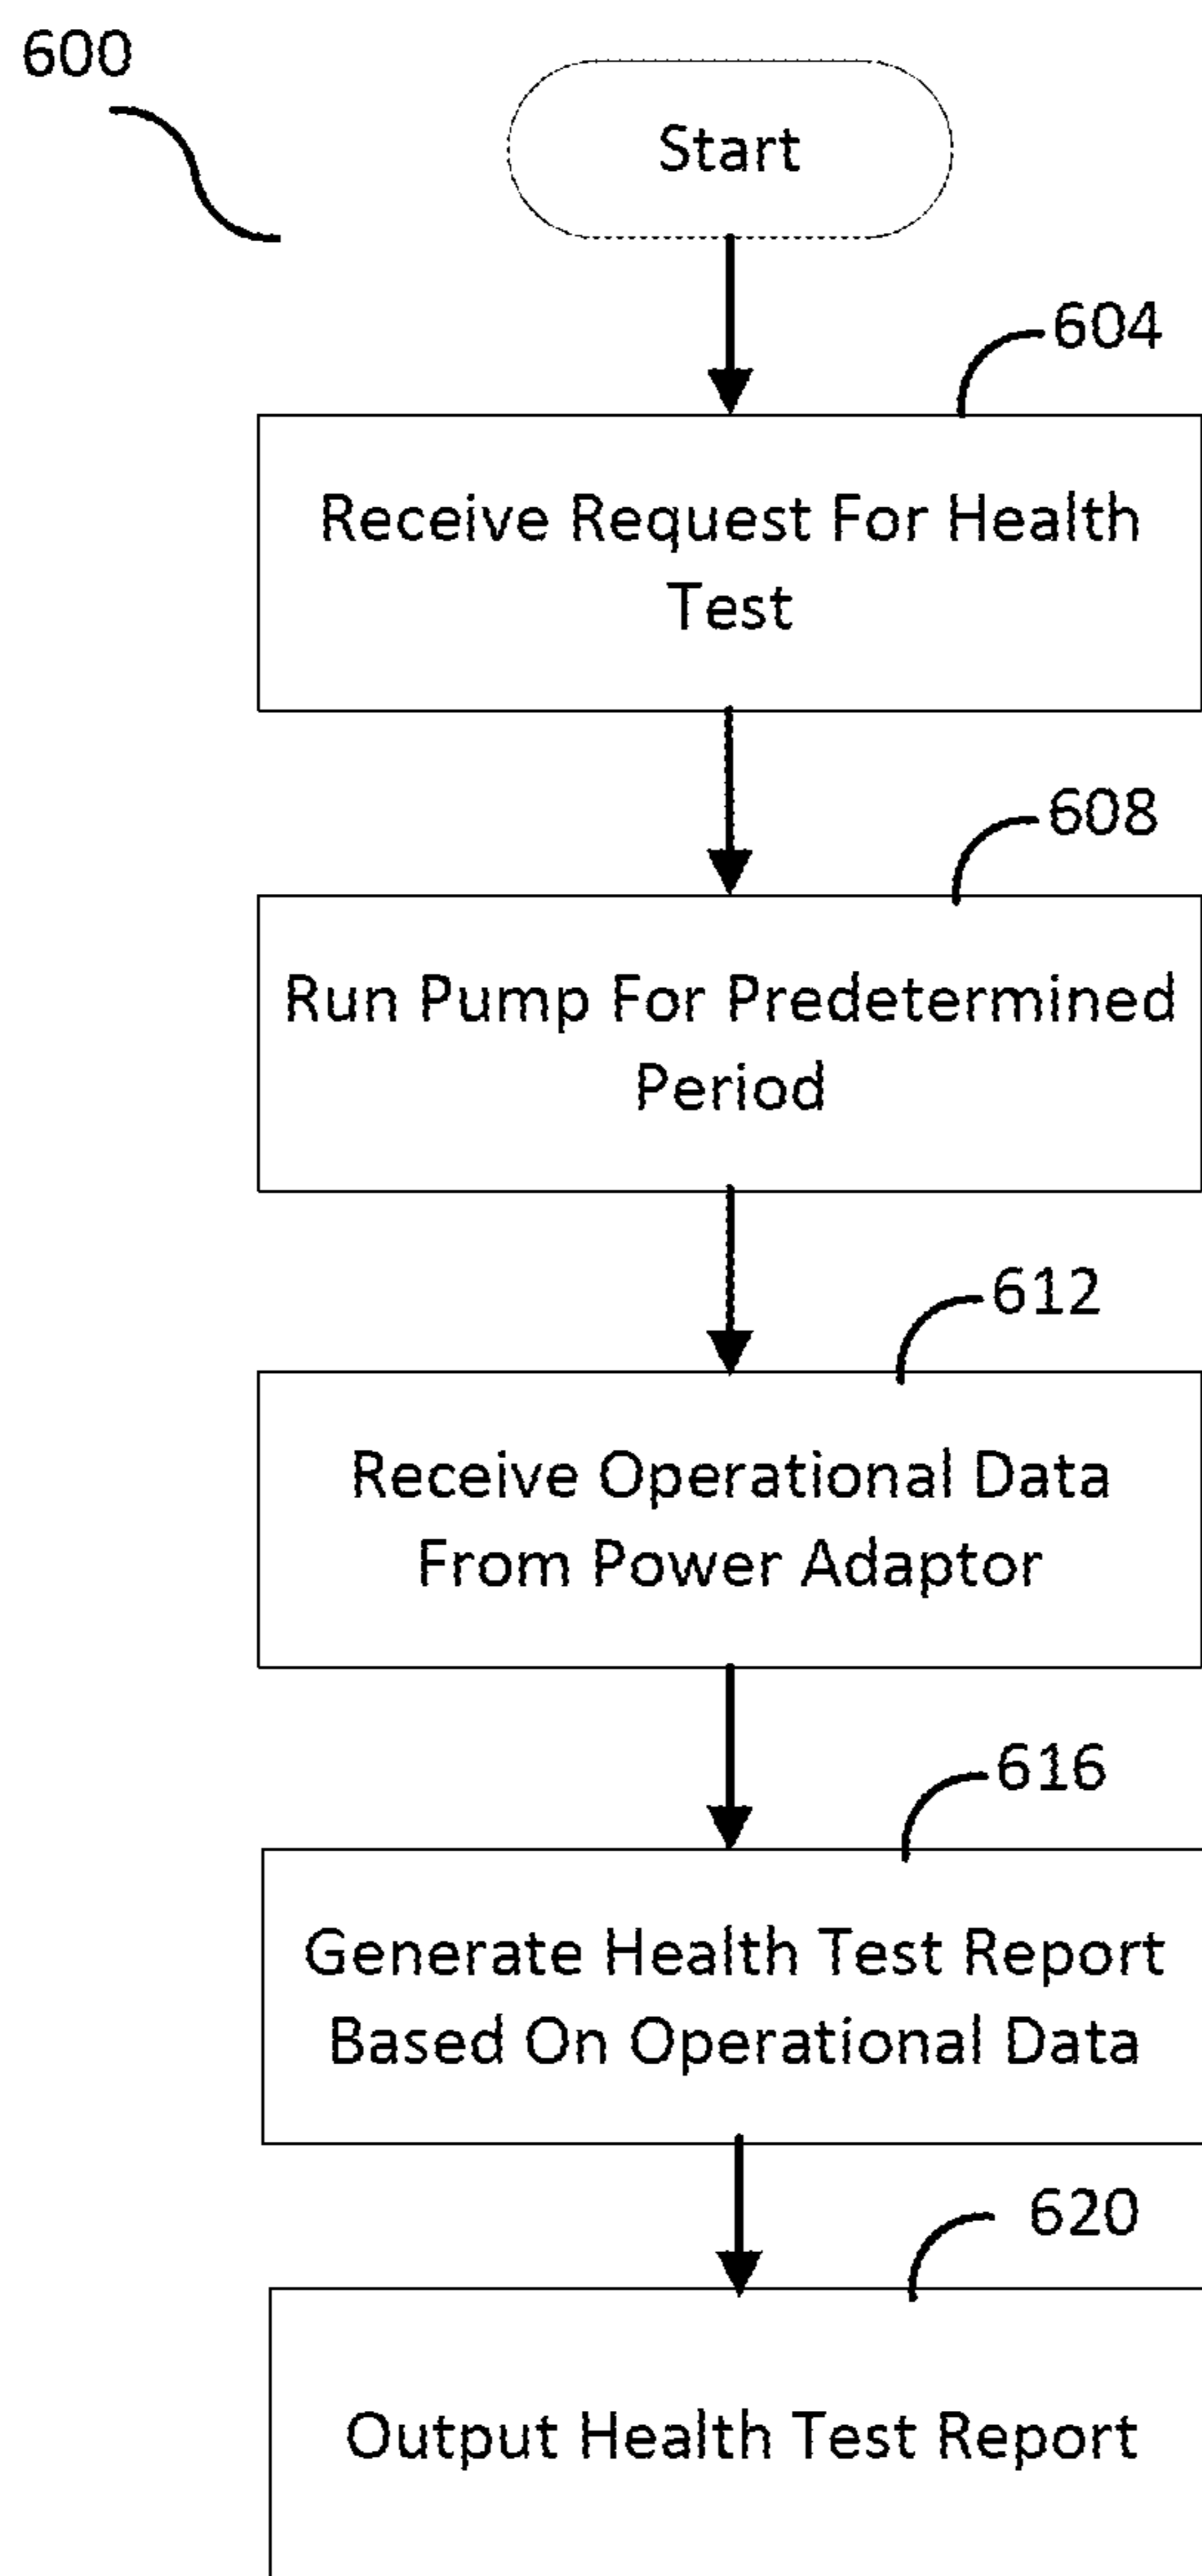 600
Start
604
Receive Request For Health
Test
608
Run Pump For Predetermined
Period
612
Receive Operational Data
From Power Adaptor
616
Generate Health Test Report
Based On Operational Data
620
Output Health Test Report